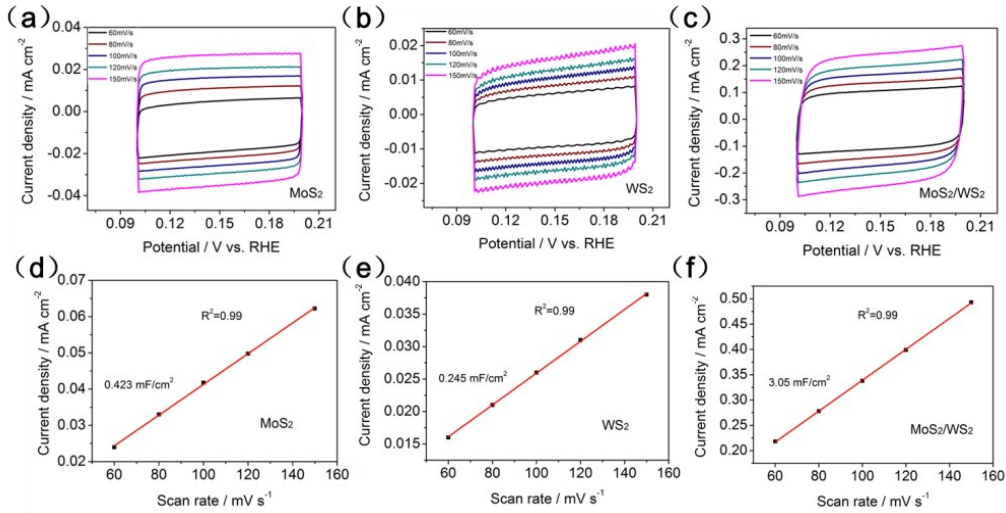 (a)
0.04
0.02
0.00
-0.02
-0.04
Current density / mA cm⁻²
60mV/s
80mV/s
100mV/s
120mV/s
150mV/s
MoS₂
0.09 0.12 0.15 0.18 0.21
Potential / V vs. RHE
(b)
0.02
0.01
0.00
-0.01
-0.02
Current density / mA cm⁻²
60mV/s
80mV/s
100mV/s
120mV/s
150mV/s
WS₂
0.09 0.12 0.15 0.18 0.21
Potential / V vs. RHE
(c)
0.3
0.2
0.1
0.0
-0.1
-0.2
-0.3
Current density / mA cm⁻²
60mV/s
80mV/s
100mV/s
120mV/s
150mV/s
MoS₂/WS₂
0.09 0.12 0.15 0.18 0.21
Potential / V vs. RHE
(d)
0.07
0.06
0.05
0.04
0.03
0.02
Current density / mA cm⁻²
R²=0.99
0.423 mF/cm²
MoS₂
40 60 80 100 120 140 160
Scan rate / mV s⁻¹
(e)
0.040
0.035
0.030
0.025
0.020
0.015
Current density / mA cm⁻²
R²=0.99
0.245 mF/cm²
WS₂
40 60 80 100 120 140 160
Scan rate / mV s⁻¹
(f)
0.50
0.45
0.40
0.35
0.30
0.25
0.20
Current density / mA cm⁻²
R²=0.99
3.05 mF/cm²
MoS₂/WS₂
40 60 80 100 120 140 160
Scan rate / mV s⁻¹